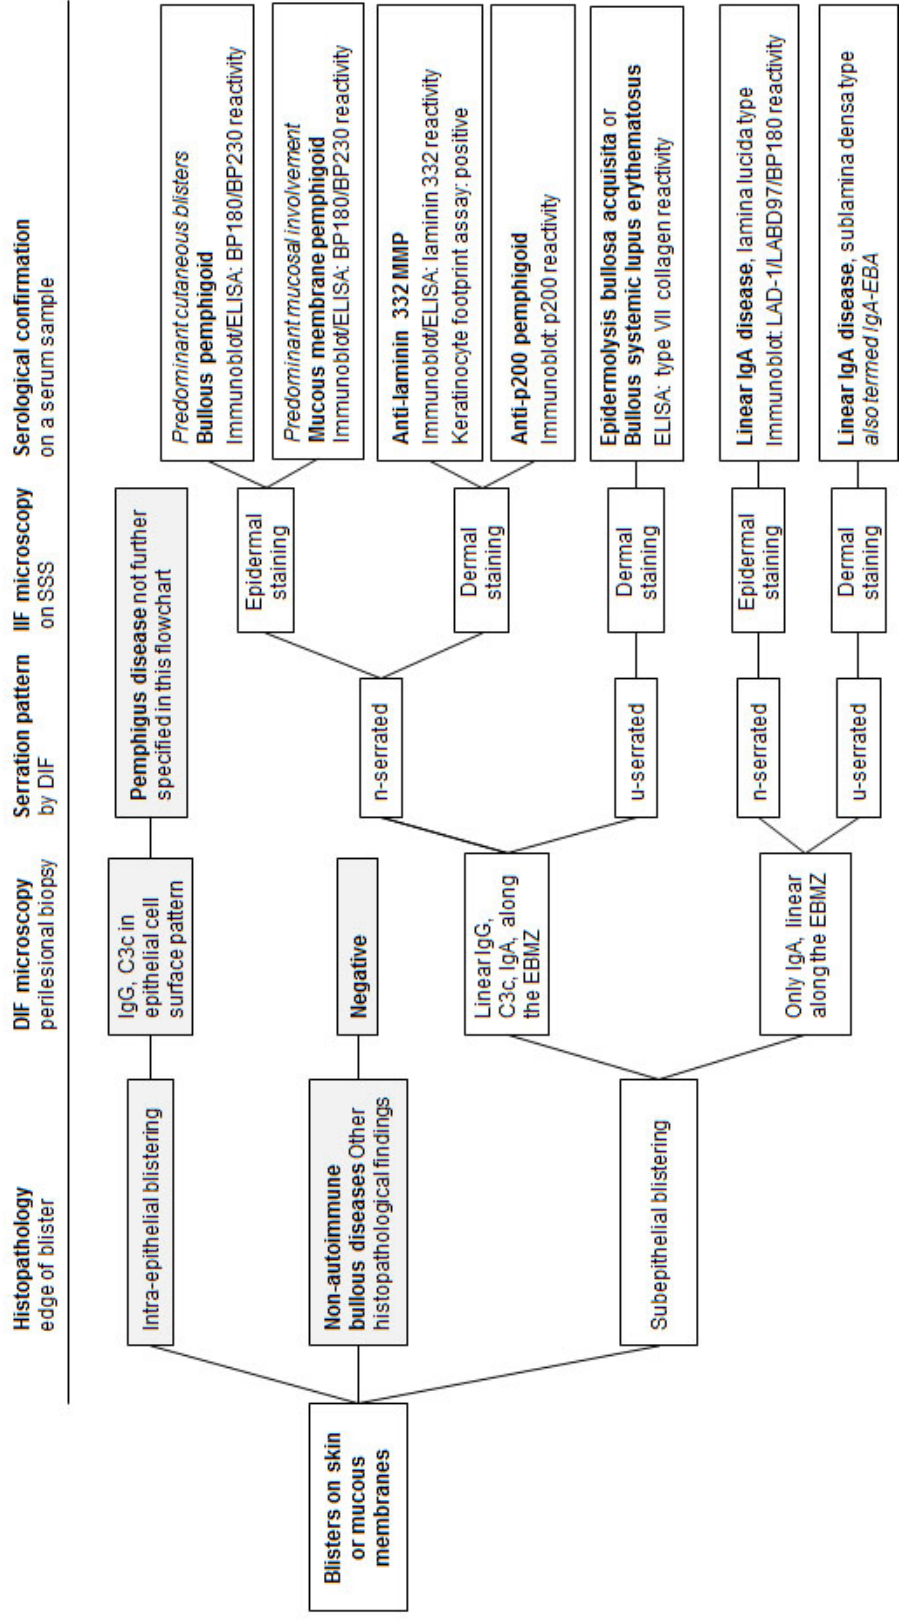 Histopathology
edge of blister
DIF microscopy
perilesional biopsy
Serration pattern
by DIF
IIF microscopy
on SSS
Serological confirmation
on a serum sample
Blisters on skin
or mucous
membranes
Intra-epithelial blistering
IgG, C3c in
epithelial cell
surface pattern
Pemphigus disease not further
specified in this flowchart
Non-autoimmune
bullous diseases Other
histopathological findings
Negative
Subepithelial blistering
Linear IgG,
C3c, IgA, along
the EBMZ
n-serrated
Epidermal
staining
Predominant cutaneous blisters
Bullous pemphigoid
Immunoblot/ELISA: BP180/BP230 reactivity
Predominant mucosal involvement
Mucous membrane pemphigoid
Immunoblot/ELISA: BP180/BP230 reactivity
Dermal
staining
Anti-laminin 332 MMP
Immunoblot/ELISA: laminin 332 reactivity
Keratinocyte footprint assay: positive
Anti-p200 pemphigoid
Immunoblot: p200 reactivity
u-serrated
Dermal
staining
Epidermolysis bullosa acquisita or
Bullous systemic lupus erythematosus
ELISA: type VII collagen reactivity
Only IgA, linear
along the EBMZ
n-serrated
Epidermal
staining
Linear IgA disease, lamina lucida type
Immunoblot: LAD-1/LABD97/BP180 reactivity
u-serrated
Dermal
staining
Linear IgA disease, sublamina densa type
also termed IgA-EBA